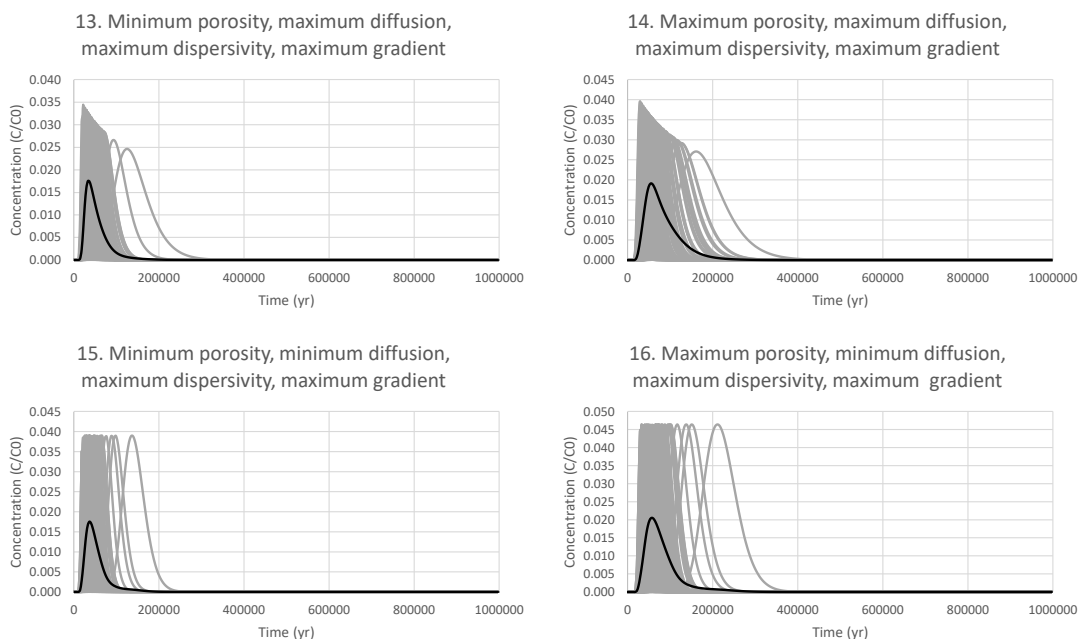 13. Minimum porosity, maximum diffusion,
maximum dispersivity, maximum gradient
Concentration (C/C0)
0.040
0.035
0.030
0.025
0.020
0.015
0.010
0.005
0.000
0 200000 400000 600000 800000 1000000
Time (yr)
14. Maximum porosity, maximum diffusion,
maximum dispersivity, maximum gradient
Concentration (C/C0)
0.045
0.040
0.035
0.030
0.025
0.020
0.015
0.010
0.005
0.000
0 200000 400000 600000 800000 1000000
Time (yr)
15. Minimum porosity, minimum diffusion,
maximum dispersivity, maximum gradient
Concentration (C/C0)
0.045
0.040
0.035
0.030
0.025
0.020
0.015
0.010
0.005
0.000
0 200000 400000 600000 800000 1000000
Time (yr)
16. Maximum porosity, minimum diffusion,
maximum dispersivity, maximum gradient
Concentration (C/C0)
0.050
0.045
0.040
0.035
0.030
0.025
0.020
0.015
0.010
0.005
0.000
0 200000 400000 600000 800000 1000000
Time (yr)